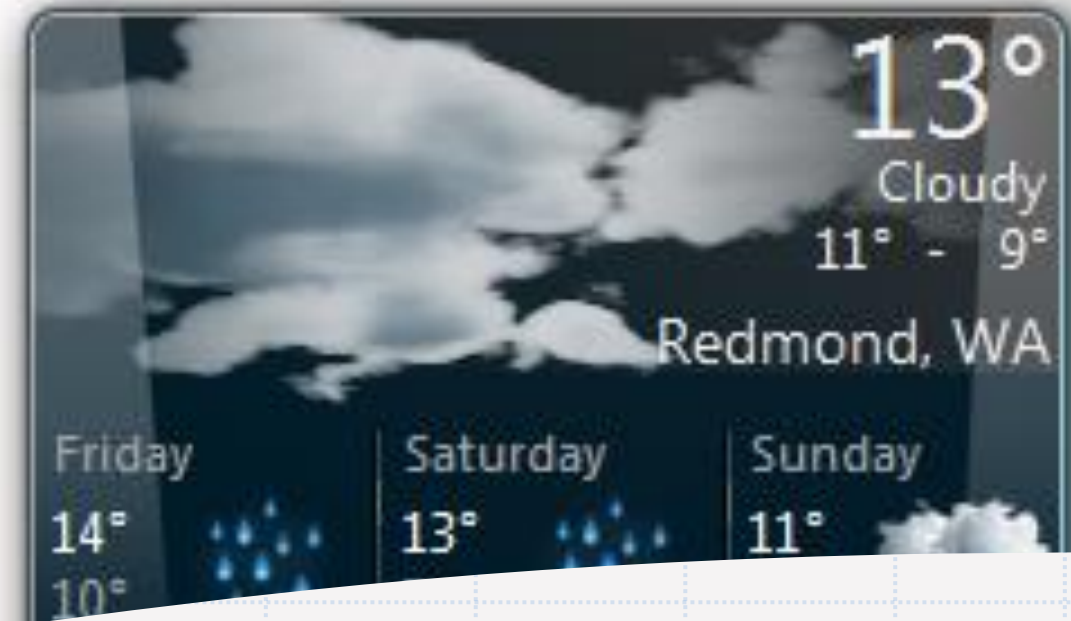 13°
Cloudy
11° - 9°
Redmond, WA
Friday Saturday Sunday
14° 13° 11°
10°